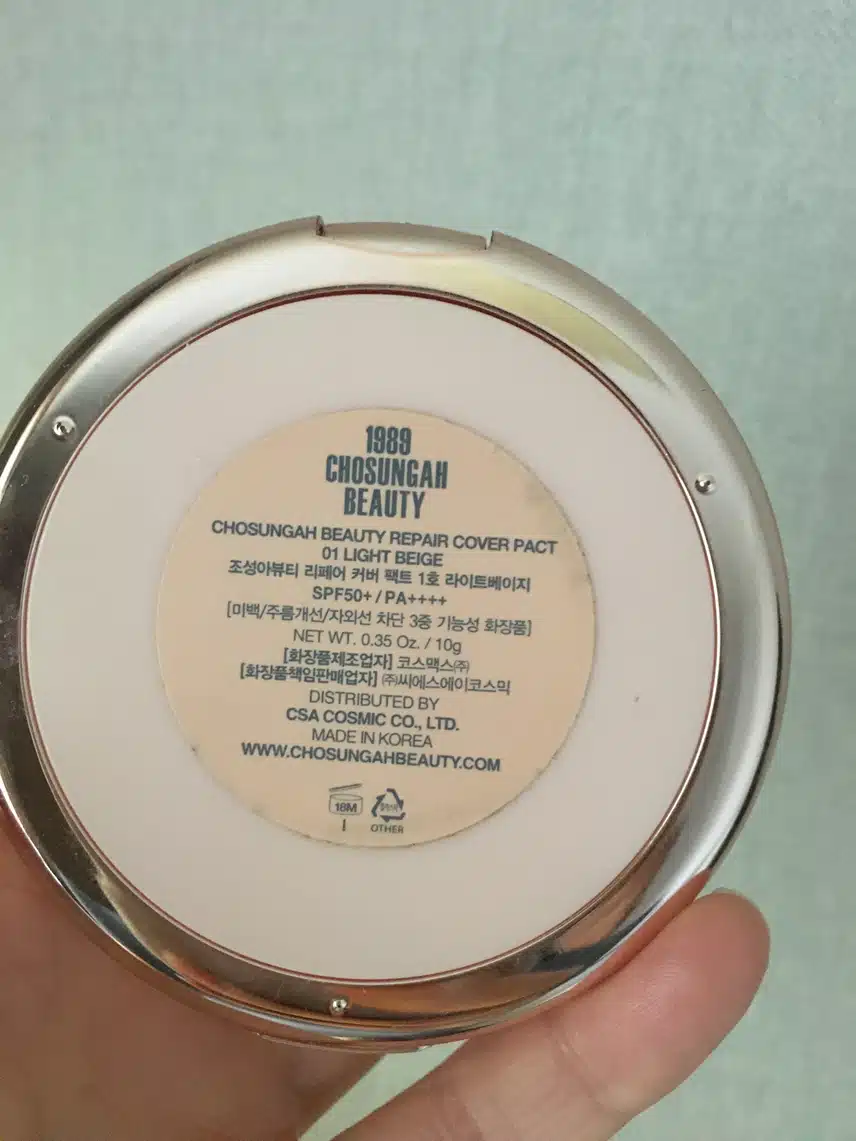 1989
CHOSUNGAH
BEAUTY
CHOSUNGAH BEAUTY REPAIR COVER PACT
01 LIGHT BEIGE
조성아뷰티 리페어 커버 팩트 1호 라이트베이지
SPF50+ / PA++++
[미백/주름개선/자외선 차단 3중 기능성 화장품]
NET WT. 0.35 Oz. / 10g
[화장품제조업자] 코스맥스㈜
[화장품책임판매업자] ㈜씨에스에이코스믹
DISTRIBUTED BY
CSA COSMIC CO., LTD.
MADE IN KOREA
WWW.CHOSUNGAHBEAUTY.COM
18M
I
OTHER